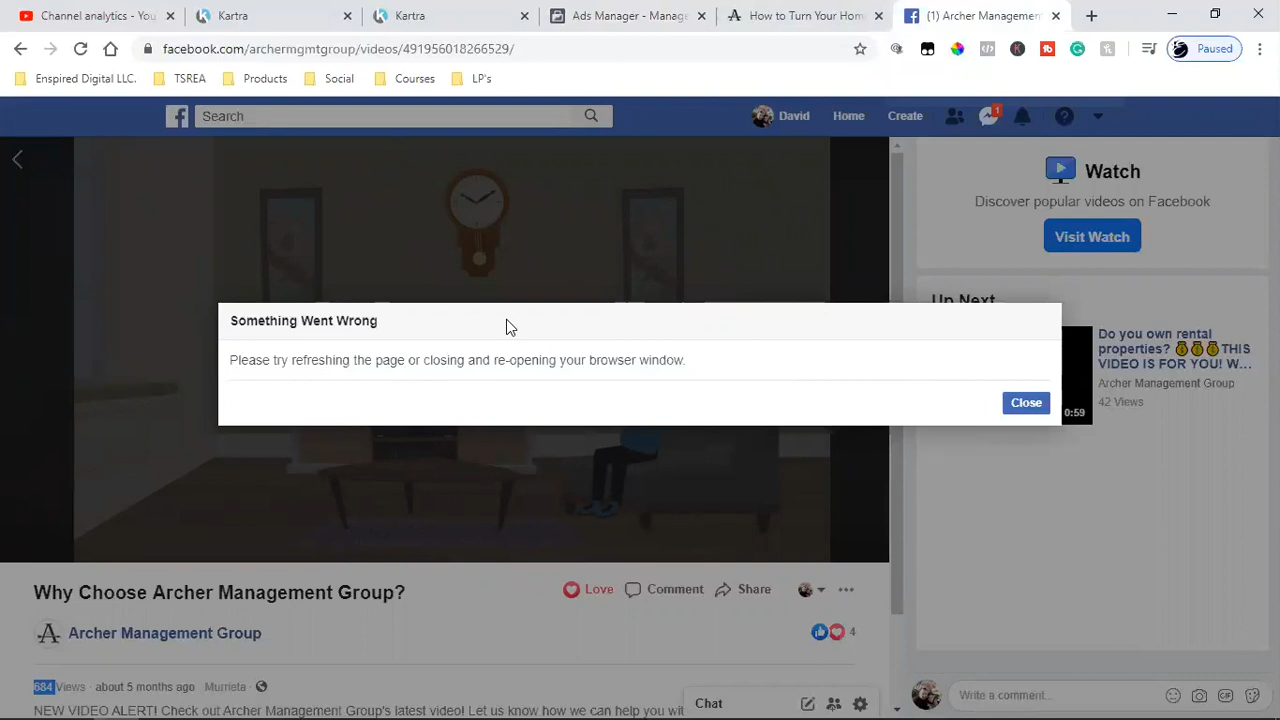 Channel analytics - You
Kartra
Kartra
Ads Manager - Manage
How to Turn Your Hom
(1) Archer Management
facebook.com/archermgmtgroup/videos/491956018266529/
Paused
Enspired Digital LLC.
TSREA
Products
Social
Courses
LP's
Search
David
Home
Create
1
Watch
Discover popular videos on Facebook
Visit Watch
Up Next
Something Went Wrong
Please try refreshing the page or closing and re-opening your browser window.
Close
Do you own rental
properties? 💰💰💰THIS
VIDEO IS FOR YOU! W...
Archer Management Group
42 Views
0:59
Why Choose Archer Management Group?
Love
Comment
Share
Archer Management Group
4
684 Views
about 5 months ago
Murrieta
NEW VIDEO ALERT! Check out Archer Management Group's latest video! Let us know how we can help you wit
Chat
Write a comment...
GIF